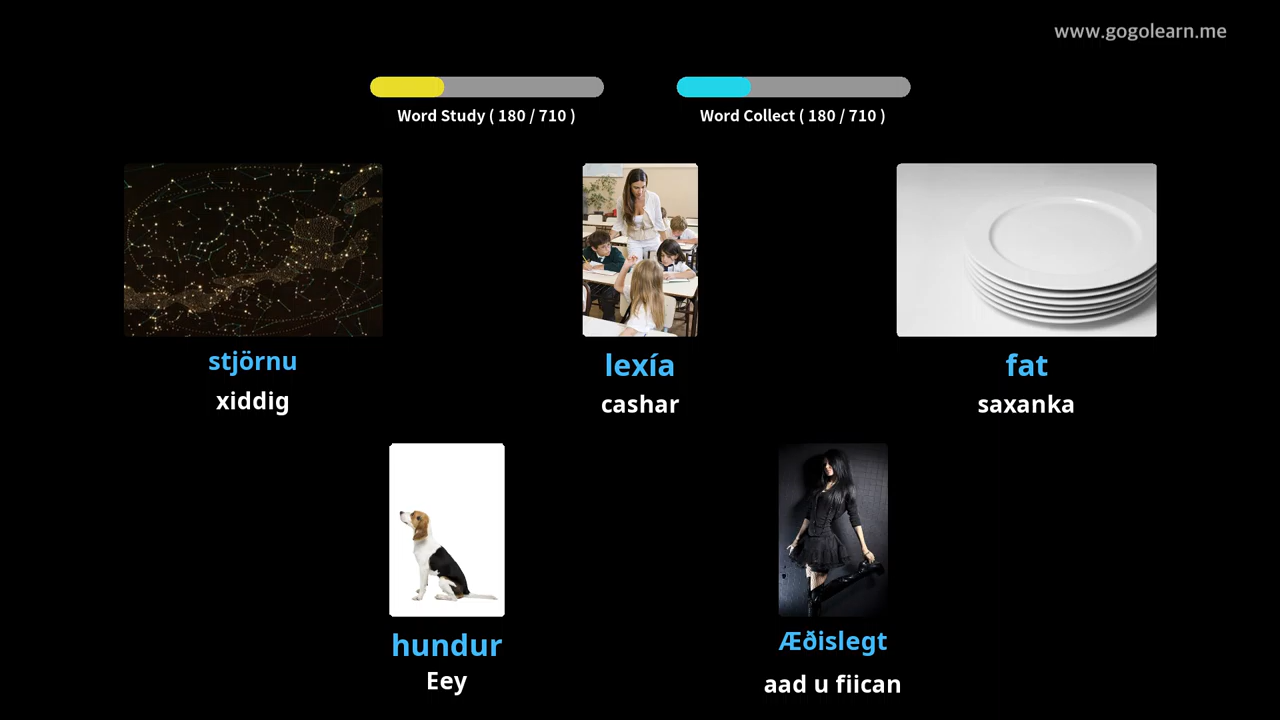 www.gogolearn.me
Word Study ( 180 / 710 )
Word Collect ( 180 / 710 )
stjörnu
xiddig
lexía
cashar
fat
saxanka
hundur
Eey
Æðislegt
aad u fiican